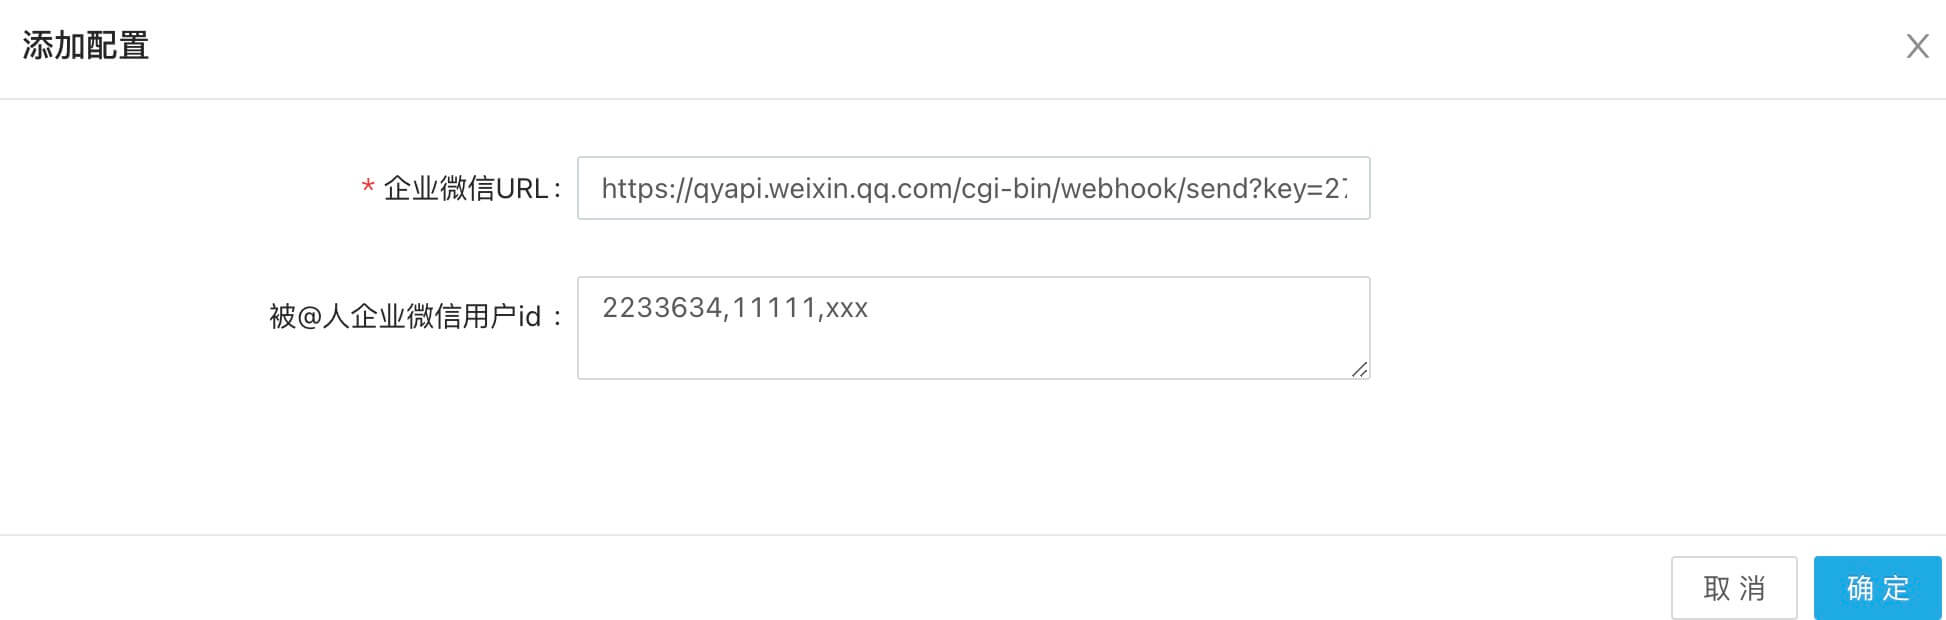 添加配置
* 企业微信URL：
https://qyapi.weixin.qq.com/cgi-bin/webhook/send?key=2
被@人企业微信用户id：
2233634,11111,xxx
取 消
确 定